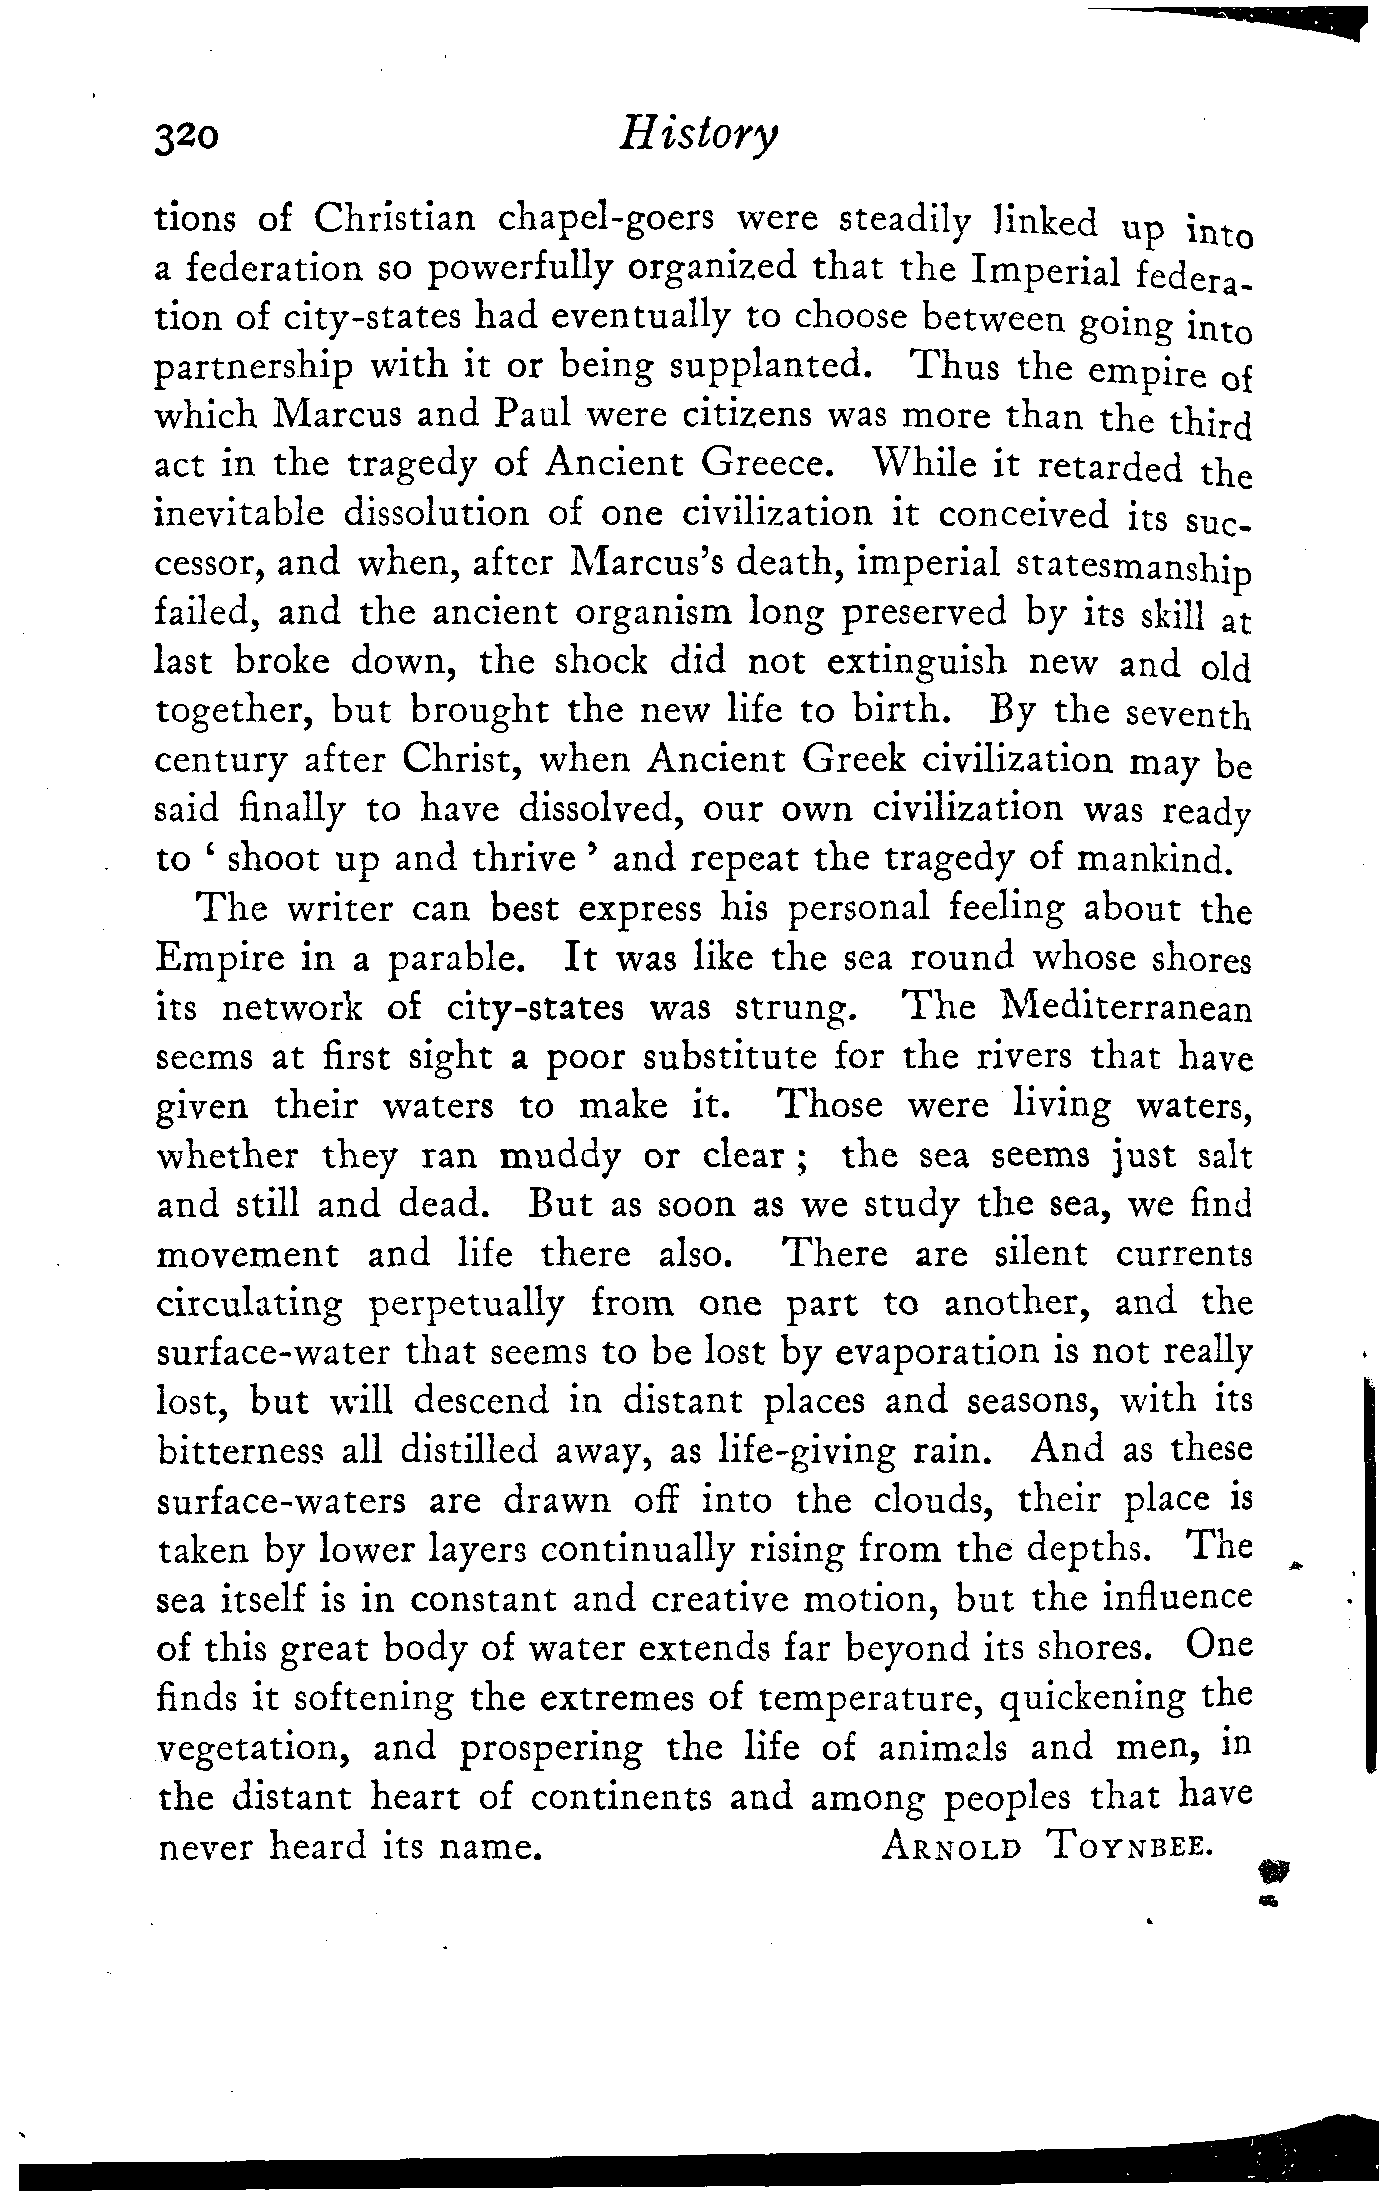 320 History
tions of Christian chapel-goers were steadily linked up into
a federation so powerfully organized that the Imperial federa-
tion of city-states had eventually to choose between going into
partnership with it or being supplanted. Thus the empire of
which Marcus and Paul were citizens was more than the third
act in the tragedy of Ancient Greece. While it retarded the
inevitable dissolution of one civilization it conceived its suc-
cessor, and when, after Marcus's death, imperial statesmanship
failed, and the ancient organism long preserved by its skill at
last broke down, the shock did not extinguish new and old
together, but brought the new life to birth. By the seventh
century after Christ, when Ancient Greek civilization may be
said finally to have dissolved, our own civilization was ready
to ‘ shoot up and thrive ’ and repeat the tragedy of mankind.
The writer can best express his personal feeling about the
Empire in a parable. It was like the sea round whose shores
its network of city-states was strung. The Mediterranean
seems at first sight a poor substitute for the rivers that have
given their waters to make it. Those were living waters,
whether they ran muddy or clear ; the sea seems just salt
and still and dead. But as soon as we study the sea, we find
movement and life there also. There are silent currents
circulating perpetually from one part to another, and the
surface-water that seems to be lost by evaporation is not really
lost, but will descend in distant places and seasons, with its
bitterness all distilled away, as life-giving rain. And as these
surface-waters are drawn off into the clouds, their place is
taken by lower layers continually rising from the depths. The
sea itself is in constant and creative motion, but the influence
of this great body of water extends far beyond its shores. One
finds it softening the extremes of temperature, quickening the
vegetation, and prospering the life of animals and men, in
the distant heart of continents and among peoples that have
never heard its name. ARNOLD TOYNBEE.